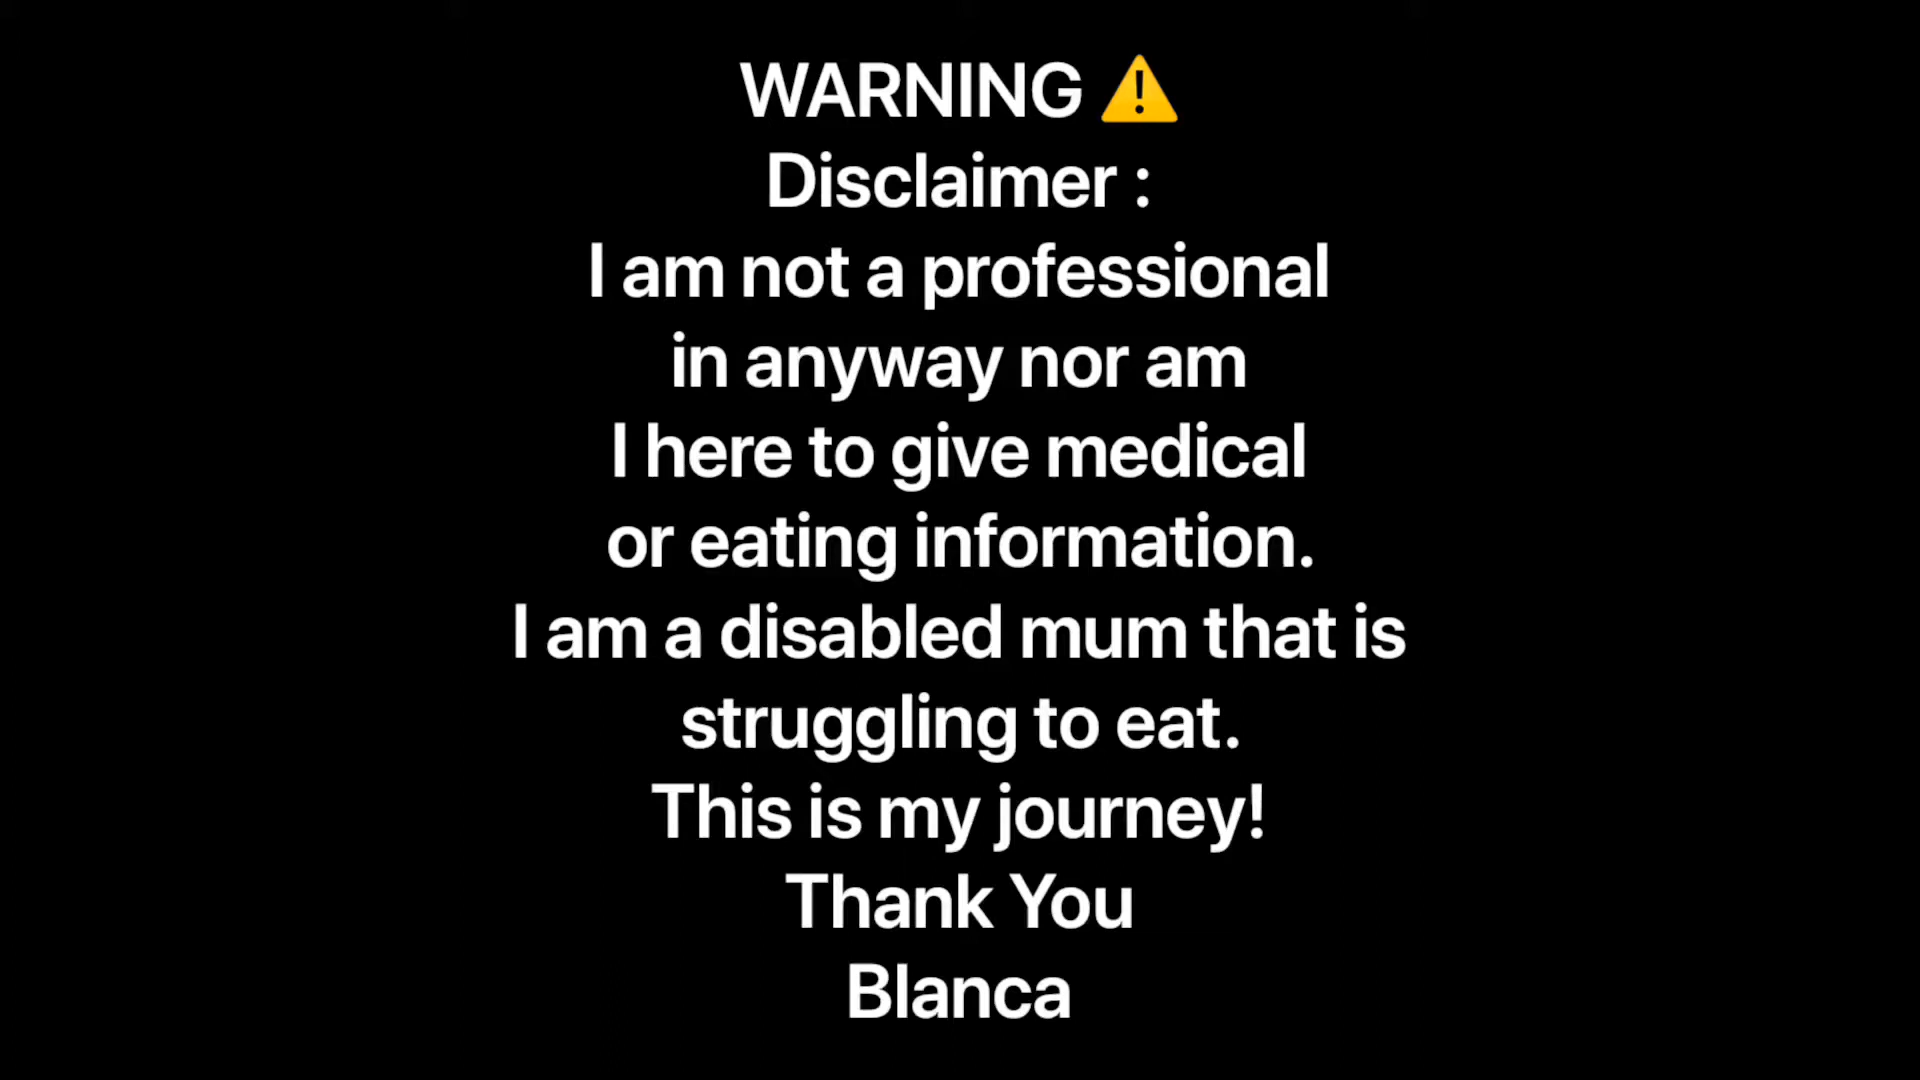 WARNING ⚠️
Disclaimer :
I am not a professional
in anyway nor am
I here to give medical
or eating information.
I am a disabled mum that is
struggling to eat.
This is my journey!
Thank You
Blanca